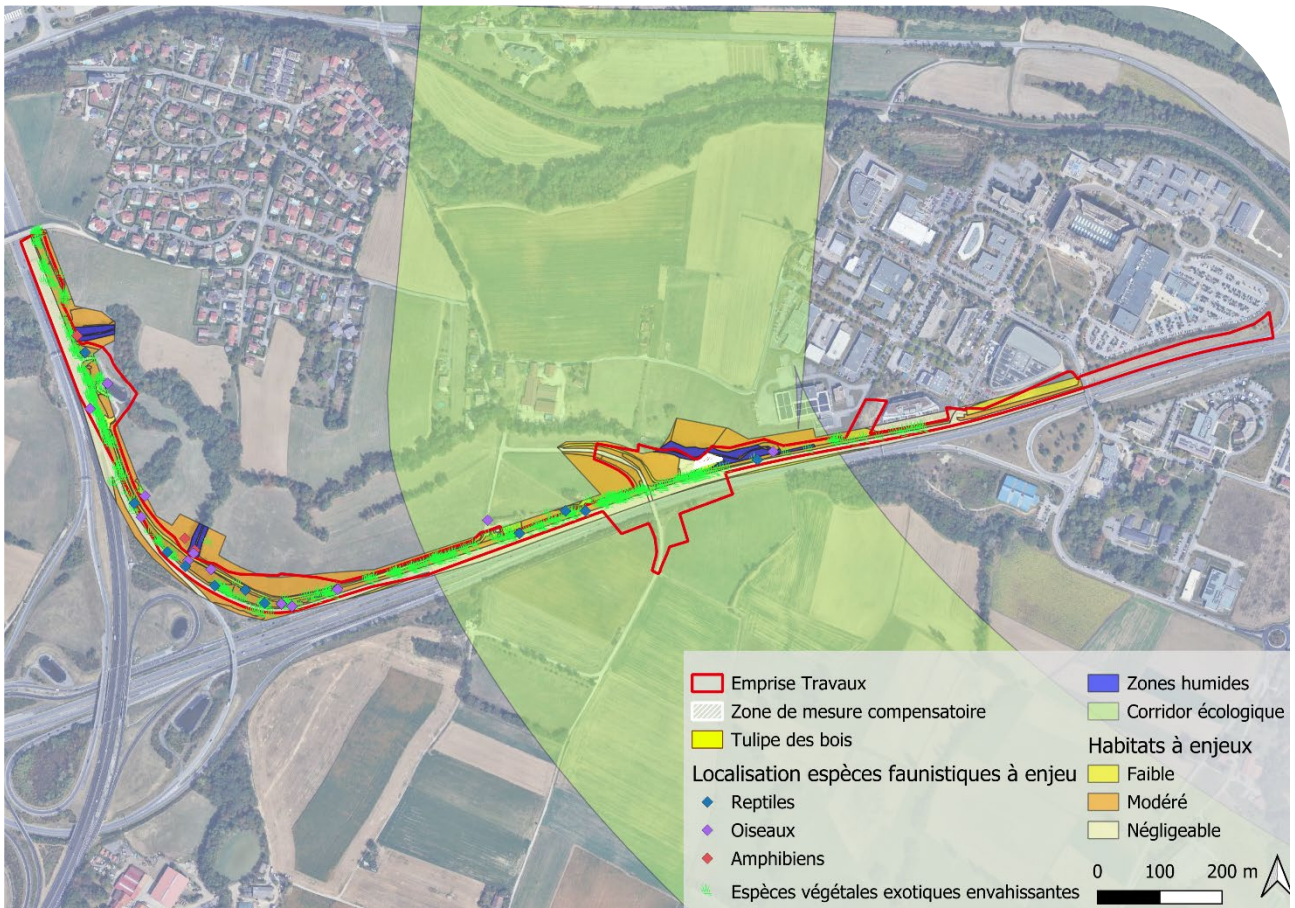 Emprise Travaux
Zone de mesure compensatoire
Tulipe des bois
Localisation espèces faunistiques à enjeu
Reptiles
Oiseaux
Amphibiens
Espèces végétales exotiques envahissantes
Zones humides
Corridor écologique
Habitats à enjeux
Faible
Modéré
Négligeable
0 100 200 m